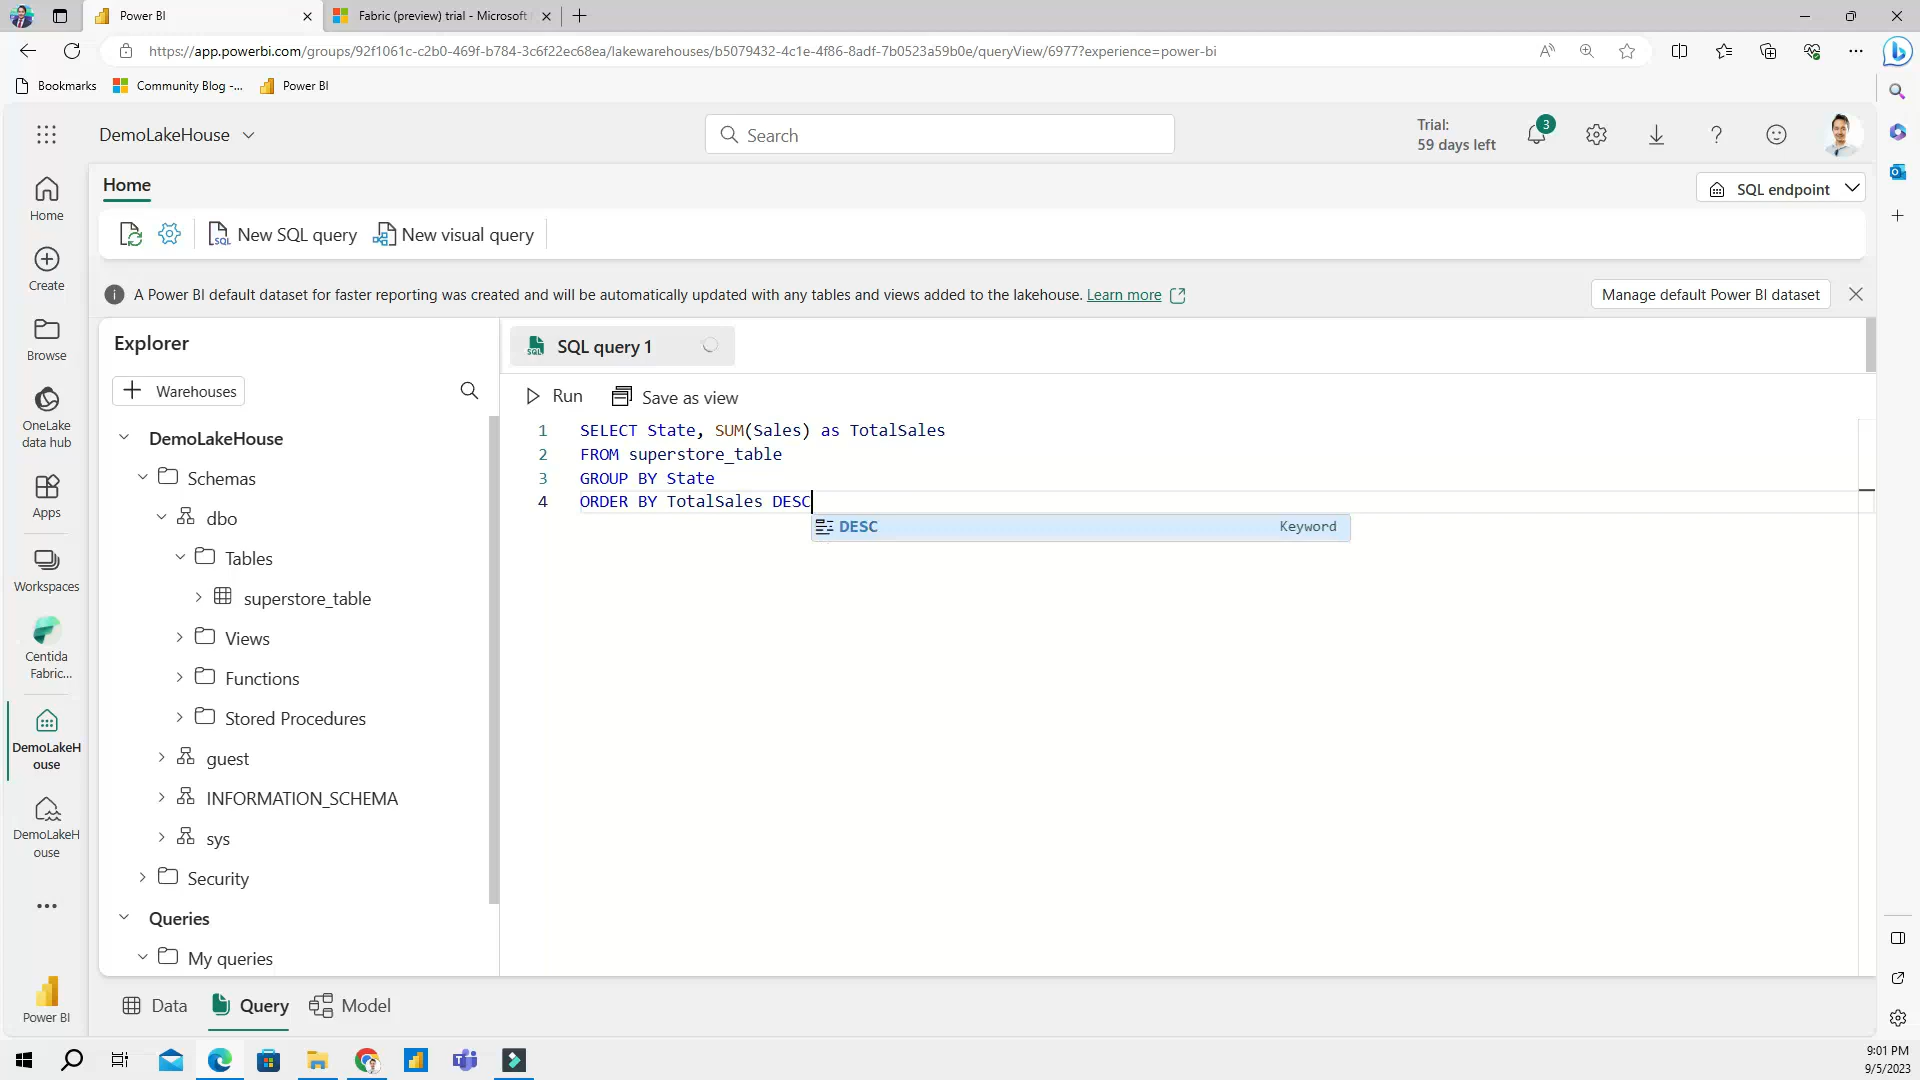 Power BI
Fabric (preview) trial - Microsoft
https://app.powerbi.com/groups/92f1061c-c2b0-469f-b784-3c6f22ec68ea/lakewarehouses/b5079432-4c1e-4f86-8adf-7b0523a59b0e/queryView/6977?experience=power-bi
Bookmarks
Community Blog -...
Power BI
DemoLakeHouse
Search
Trial:
59 days left
3
Home
SQL endpoint
New SQL query
New visual query
A Power BI default dataset for faster reporting was created and will be automatically updated with any tables and views added to the lakehouse. Learn more
Manage default Power BI dataset
Home
Create
Browse
OneLake
data hub
Apps
Workspaces
Centida
Fabric...
DemoLakeH
ouse
DemoLakeH
ouse
Power BI
Explorer
Warehouses
DemoLakeHouse
Schemas
dbo
Tables
superstore_table
Views
Functions
Stored Procedures
guest
INFORMATION_SCHEMA
sys
Security
Queries
My queries
SQL query 1
Run
Save as view
1 SELECT State, SUM(Sales) as TotalSales
2 FROM superstore_table
3 GROUP BY State
4 ORDER BY TotalSales DESC
DESC Keyword
Data
Query
Model
9:01 PM
9/5/2023